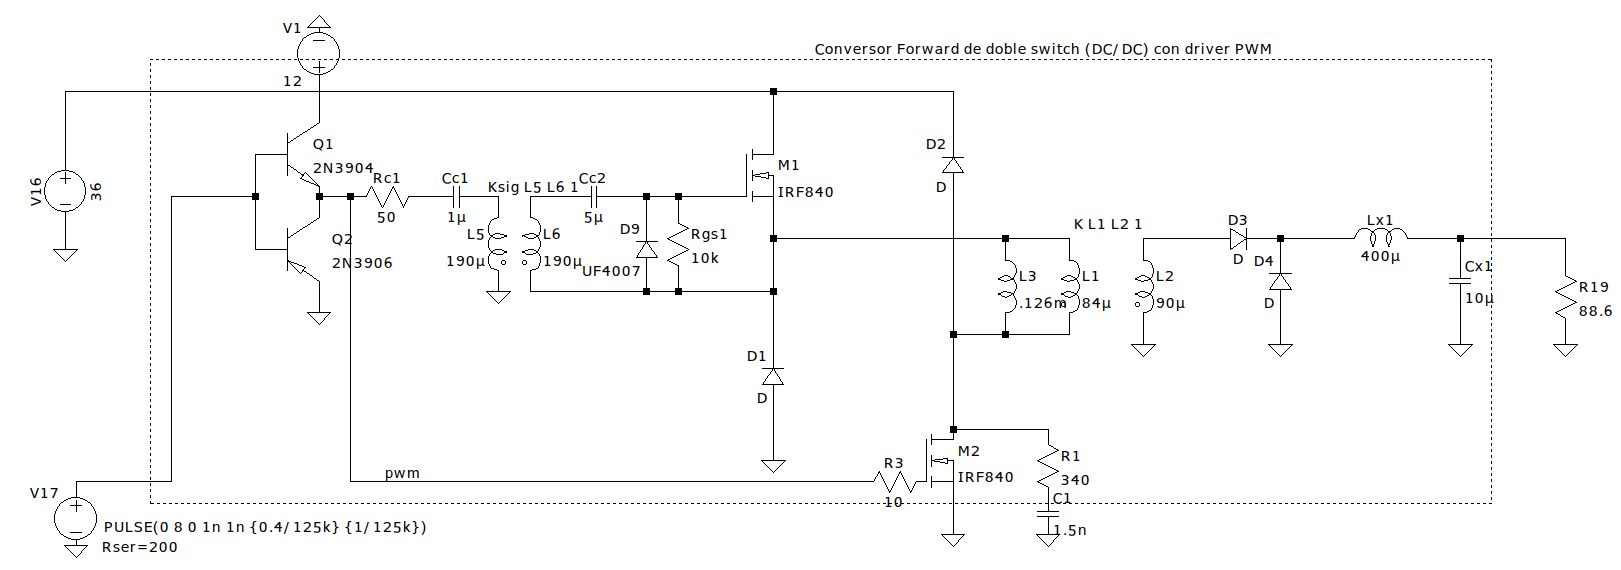 V1
Conversor Forward de doble switch (DC/DC) con driver PWM
12
V16
36
Q1
2N3904
Q2
2N3906
Rc1
50
Cc1
1µ
Ksig L5 L6 1
L5
190µ
L6
190µ
Cc2
5µ
D9
UF4007
Rgs1
10k
M1
IRF840
D2
D
D1
D
K L1 L2 1
L3
.126m
L1
84µ
L2
90µ
D3
D
D4
D
Lx1
400µ
Cx1
10µ
R19
88.6
pwm
R3
10
M2
IRF840
R1
340
C1
1.5n
V17
PULSE(0 8 0 1n 1n {0.4/125k} {1/125k})
Rser=200